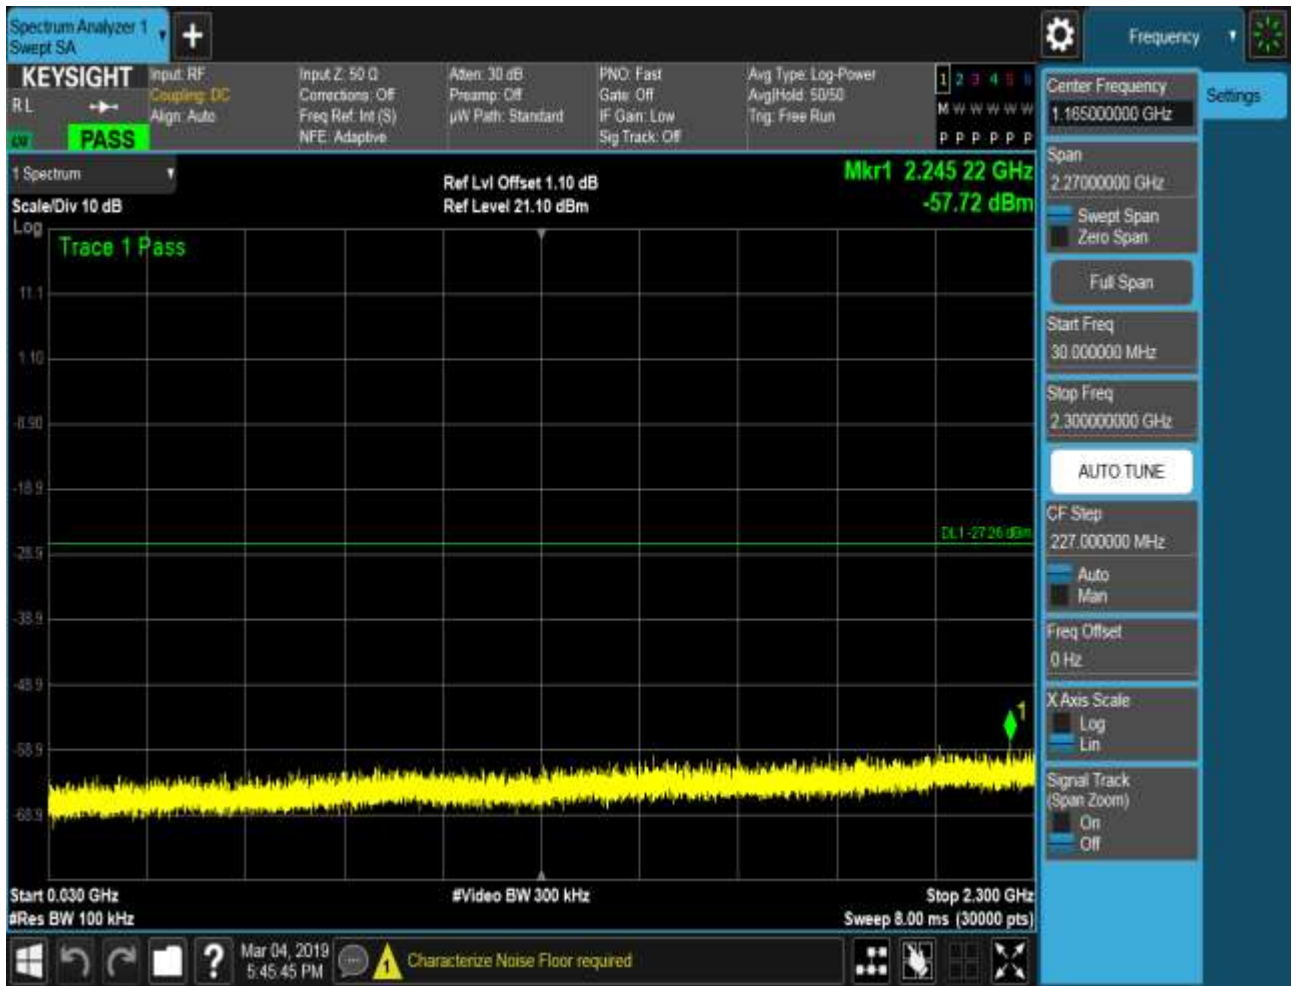 Spectrum Analyzer 1
Swept SA
+
Frequency
KEYSIGHT
R L
PASS
Input: RF
Coupling: DC
Align: Auto
Input Z: 50 Ω
Corrections: Off
Freq Ref: Int (S)
NFE: Adaptive
Atten: 30 dB
Preamp: Off
µW Path: Standard
PNO: Fast
Gate: Off
IF Gain: Low
Sig Track: Off
Avg Type: Log-Power
Avg|Hold: 50/50
Trig: Free Run
1 2 3 4 5 6
M W W W W W
P P P P P P
1 Spectrum
Scale/Div 10 dB
Ref Lvl Offset 1.10 dB
Ref Level 21.10 dBm
Mkr1 2.245 22 GHz
-57.72 dBm
Log
Trace 1 Pass
11.1
1.10
-8.90
-18.9
DL1 -27.26 dBm
-28.9
-38.9
-48.9
1
-58.9
-68.9
Start 0.030 GHz
#Video BW 300 kHz
Stop 2.300 GHz
#Res BW 100 kHz
Sweep 8.00 ms (30000 pts)
Center Frequency
1.165000000 GHz
Settings
Span
2.27000000 GHz
Swept Span
Zero Span
Full Span
Start Freq
30.000000 MHz
Stop Freq
2.300000000 GHz
AUTO TUNE
CF Step
227.000000 MHz
Auto
Man
Freq Offset
0 Hz
X Axis Scale
Log
Lin
Signal Track
(Span Zoom)
On
Off
?
Mar 04, 2019
5:45:45 PM
1
Characterize Noise Floor required